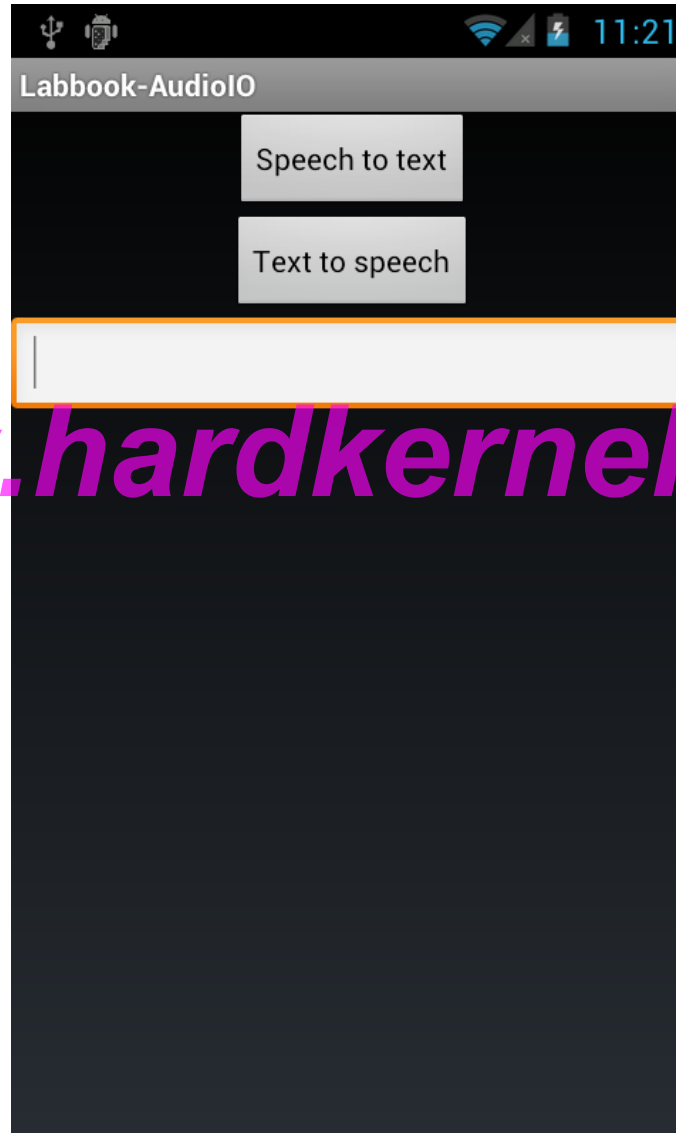 11:21
Labbook-AudioIO
Speech to text
Text to speech
.hardkernel